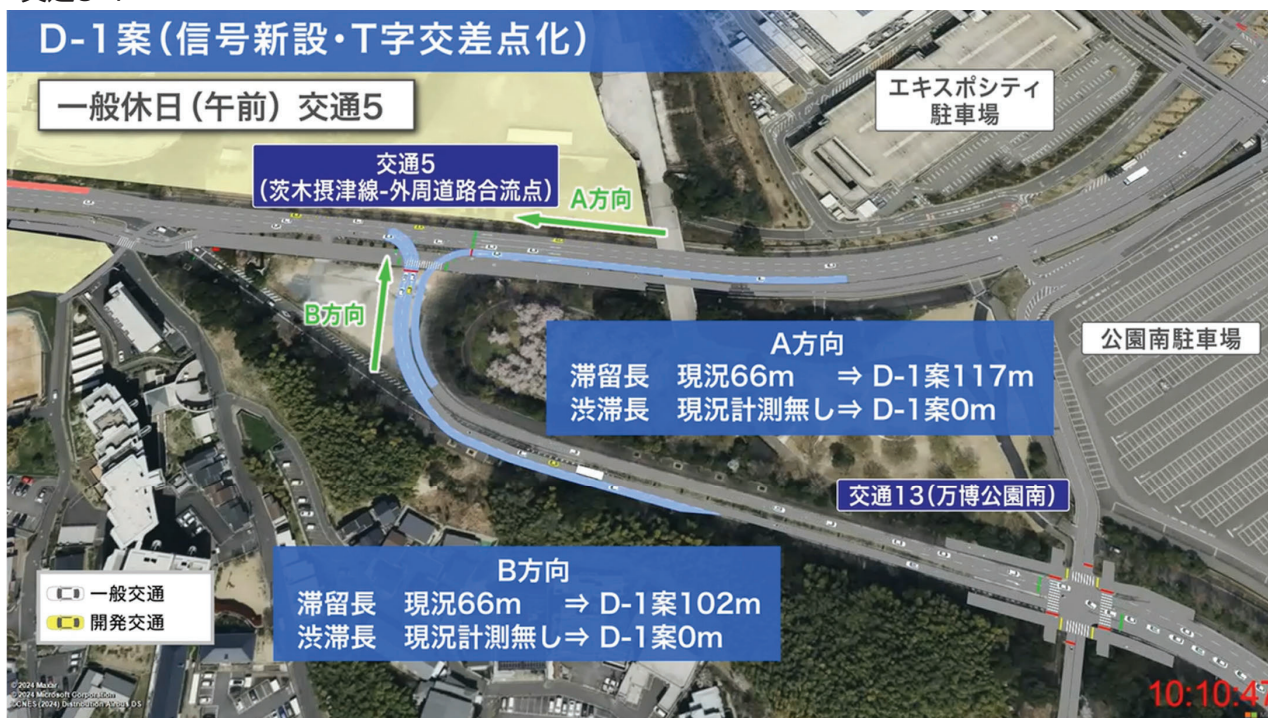 D-1案(信号新設・T字交差点化)
一般休日(午前) 交通5
エキスポシティ
駐車場
交通5
(茨木摂津線-外周道路合流点)
A方向
B方向
公園南駐車場
A方向
滞留長 現況66m ⇒ D-1案117m
渋滞長 現況計測無し⇒ D-1案0m
交通13(万博公園南)
B方向
滞留長 現況66m ⇒ D-1案102m
渋滞長 現況計測無し⇒ D-1案0m
一般交通
開発交通
©2024 Maxar
©2024 Microsoft Corporation
©CNES (2024) Distribution Airbus DS
10:10:47